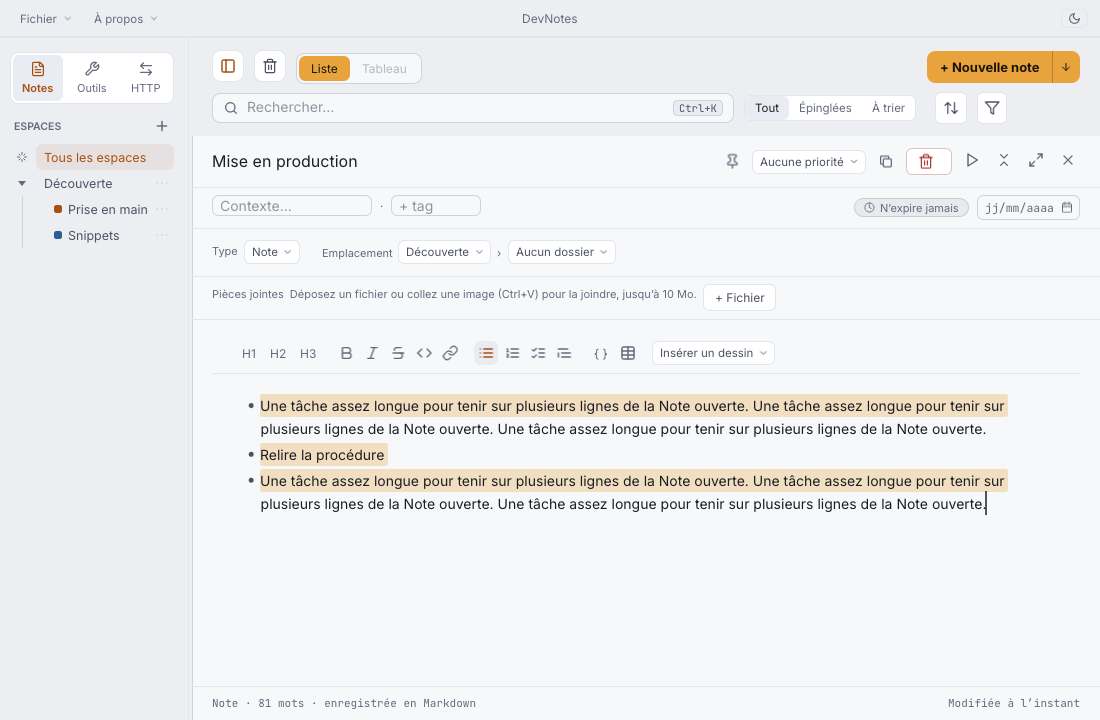 Fichier À propos DevNotes
Notes Outils HTTP
Liste Tableau + Nouvelle note
Rechercher... Ctrl+K Tout Épinglées À trier
ESPACES
Tous les espaces
Découverte
Prise en main
Snippets
Mise en production Aucune priorité
Contexte... · + tag N'expire jamais jj/mm/aaaa
Type Note Emplacement Découverte › Aucun dossier
Pièces jointes Déposez un fichier ou collez une image (Ctrl+V) pour la joindre, jusqu'à 10 Mo. + Fichier
H1 H2 H3 B I S <> { } Insérer un dessin
• Une tâche assez longue pour tenir sur plusieurs lignes de la Note ouverte. Une tâche assez longue pour tenir sur
plusieurs lignes de la Note ouverte. Une tâche assez longue pour tenir sur plusieurs lignes de la Note ouverte.
• Relire la procédure
• Une tâche assez longue pour tenir sur plusieurs lignes de la Note ouverte. Une tâche assez longue pour tenir sur
plusieurs lignes de la Note ouverte. Une tâche assez longue pour tenir sur plusieurs lignes de la Note ouverte.
Note · 81 mots · enregistrée en Markdown Modifiée à l'instant